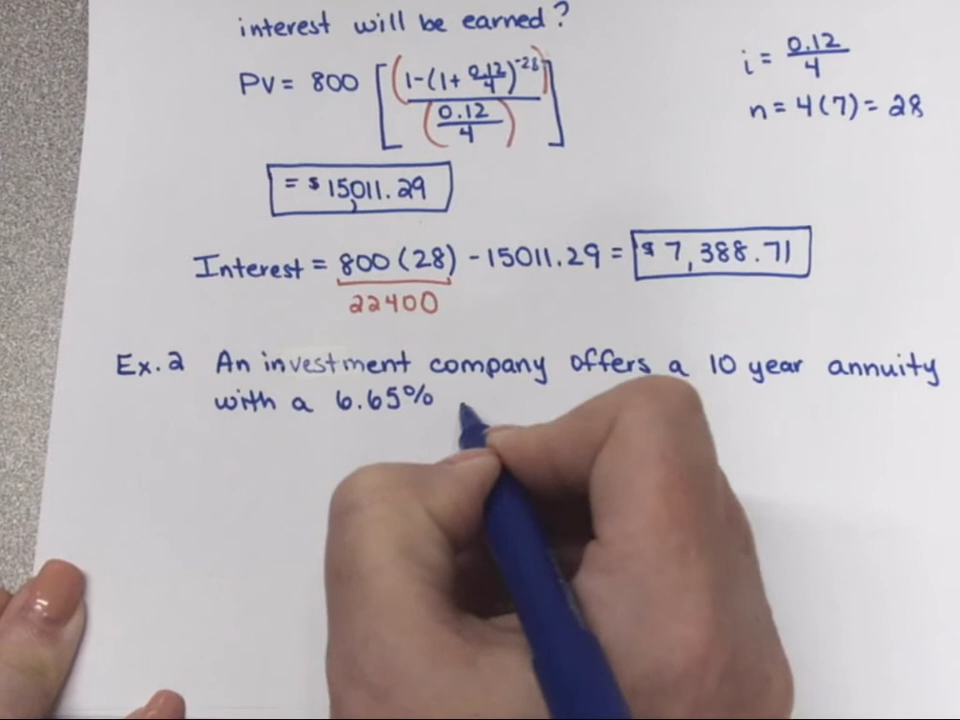 interest will be earned?
PV = 800 [ (1-(1+ 0.12/4)^-28) / (0.12/4) ]
i = 0.12/4
n = 4(7) = 28
= $15,011.29
Interest = 800(28) - 15011.29 = $7,388.71
22400
Ex. 2 An investment company offers a 10 year annuity
with a 6.65%